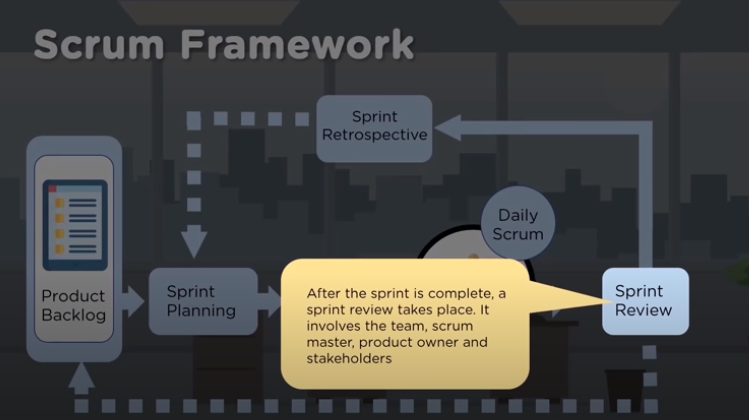 Scrum Framework
Sprint
Retrospective
Daily
Scrum
Product
Backlog
Sprint
Planning
After the sprint is complete, a
sprint review takes place. It
involves the team, scrum
master, product owner and
stakeholders
Sprint
Review